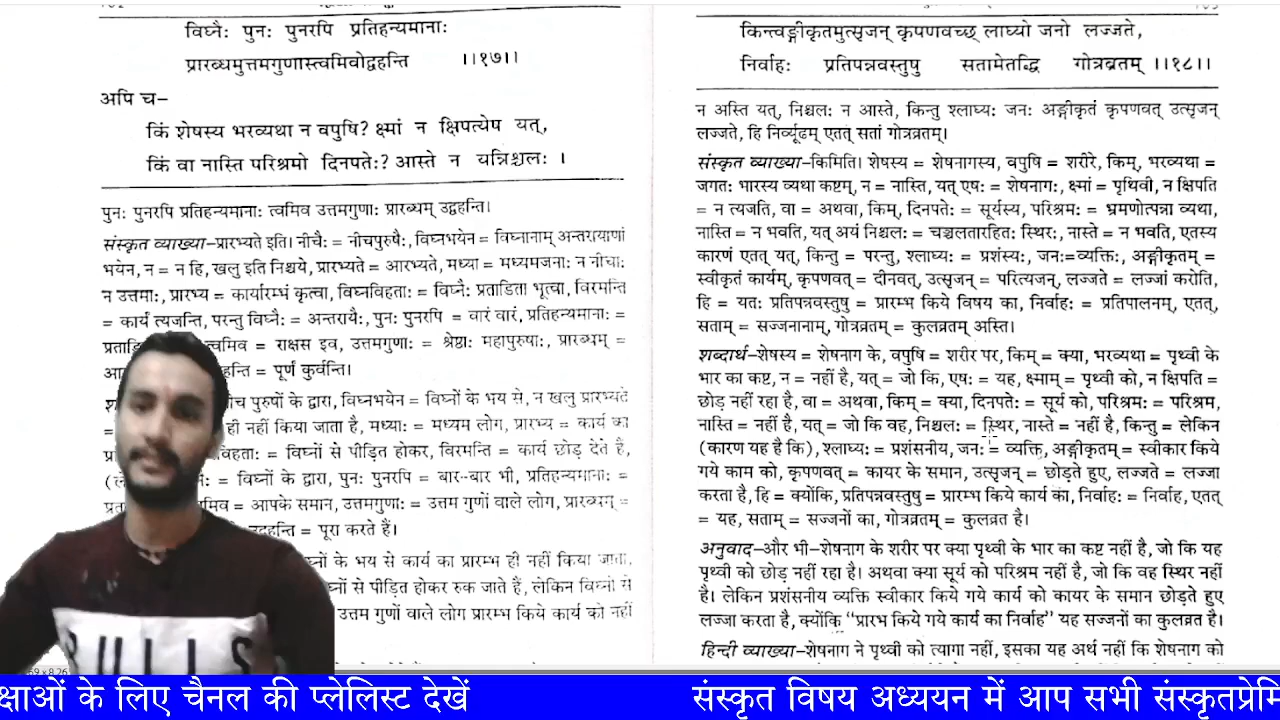 विघ्नैः पुनः पुनरपि प्रतिहन्यमानाः
प्रारब्धमुत्तमगुणास्त्वमिवोद्वहन्ति ।।१७।।
अपि च–
किं शेषस्य भरव्यथा न वपुषि? क्ष्मां न क्षिपत्येष यत्,
किं वा नास्ति परिश्रमो दिनपतेः? आस्ते न यन्निश्चलः ।
पुनः पुनरपि प्रतिहन्यमानाः त्वमिव उत्तमगुणाः प्रारब्धम् उद्वहन्ति।
संस्कृत व्याख्या–प्रारभ्यते इति। नीचैः = नीचपुरुषैः, विघ्नभयेन = विघ्नानाम् अन्तरायाणां
भयेन, न = न हि, खलु इति निश्चये, प्रारभ्यते = आरभ्यते, मध्या = मध्यमजनाः न नीचाः
न उत्तमाः, प्रारभ्य = कार्यारम्भं कृत्वा, विघ्नविहताः = विघ्नैः प्रताडिता भूत्वा, विरमन्ति
= कार्यं त्यजन्ति, परन्तु विघ्नैः = अन्तरायैः, पुनः पुनरपि = वारं वारं, प्रतिहन्यमानाः =
प्रताडि त्वमिव = राक्षस इव, उत्तमगुणाः = श्रेष्ठाः महापुरुषाः, प्रारब्धम् =
आ हन्ति = पूर्णं कुर्वन्ति।
नीच पुरुषों के द्वारा, विघ्नभयेन = विघ्नों के भय से, न खलु प्रारभ्यते
= ही नहीं किया जाता है, मध्याः = मध्यम लोग, प्रारभ्य = कार्य का
प्रा विहताः = विघ्नों से पीड़ित होकर, विरमन्ति = कार्य छोड़ देते हैं,
(ले नैः = विघ्नों के द्वारा, पुनः पुनरपि = बार-बार भी, प्रतिहन्यमानाः =
प्रता मिव = आपके समान, उत्तमगुणाः = उत्तम गुणों वाले लोग, प्रारब्धम् =
उद्वहन्ति = पूरा करते हैं।
नों के भय से कार्य का प्रारम्भ ही नहीं किया जाता,
नों से पीड़ित होकर रुक जाते हैं, लेकिन विघ्नों से
उत्तम गुणों वाले लोग प्रारम्भ किये कार्य को नहीं
किन्त्वङ्गीकृतमुत्सृजन् कृपणवच्छ्लाघ्यो जनो लज्जते,
निर्वाहः प्रतिपन्नवस्तुषु सतामेतद्धि गोत्रव्रतम् ।।१८।।
न अस्ति यत्, निश्चलः न आस्ते, किन्तु श्लाघ्यः जनः अङ्गीकृतं कृपणवत् उत्सृजन्
लज्जते, हि निर्व्यूढम् एतत् सतां गोत्रव्रतम्।
संस्कृत व्याख्या–किमिति। शेषस्य = शेषनागस्य, वपुषि = शरीरे, किम्, भरव्यथा =
जगतः भारस्य व्यथा कष्टम्, न = नास्ति, यत् एषः = शेषनागः, क्ष्मां = पृथिवी, न क्षिपति
= न त्यजति, वा = अथवा, किम्, दिनपतेः = सूर्यस्य, परिश्रमः = भ्रमणोत्पन्ना व्यथा,
नास्ति = न भवति, यत् अयं निश्चलः = चञ्चलतारहितः स्थिरः, नास्ते = न भवति, एतस्य
कारणं एतत् यत्, किन्तु = परन्तु, श्लाघ्यः = प्रशंस्यः, जनः=व्यक्तिः, अङ्गीकृतम् =
स्वीकृतं कार्यम्, कृपणवत् = दीनवत्, उत्सृजन् = परित्यजन्, लज्जते = लज्जां करोति,
हि = यतः प्रतिपन्नवस्तुषु = प्रारम्भ किये विषय का, निर्वाहः = प्रतिपालनम्, एतत्,
सताम् = सज्जनानाम्, गोत्रव्रतम् = कुलव्रतम् अस्ति।
शब्दार्थ–शेषस्य = शेषनाग के, वपुषि = शरीर पर, किम् = क्या, भरव्यथा = पृथ्वी के
भार का कष्ट, न = नहीं है, यत् = जो कि, एषः = यह, क्ष्माम् = पृथ्वी को, न क्षिपति =
छोड़ नहीं रहा है, वा = अथवा, किम् = क्या, दिनपतेः = सूर्य को, परिश्रमः = परिश्रम,
नास्ति = नहीं है, यत् = जो कि वह, निश्चलः = स्थिर, नास्ते = नहीं है, किन्तु = लेकिन
(कारण यह है कि), श्लाघ्यः = प्रशंसनीय, जनः = व्यक्ति, अङ्गीकृतम् = स्वीकार किये
गये काम को, कृपणवत् = कायर के समान, उत्सृजन् = छोड़ते हुए, लज्जते = लज्जा
करता है, हि = क्योंकि, प्रतिपन्नवस्तुषु = प्रारम्भ किये कार्य का, निर्वाहः = निर्वाह, एतत्
= यह, सताम् = सज्जनों का, गोत्रव्रतम् = कुलव्रत है।
अनुवाद–और भी–शेषनाग के शरीर पर क्या पृथ्वी के भार का कष्ट नहीं है, जो कि यह
पृथ्वी को छोड़ नहीं रहा है। अथवा क्या सूर्य को परिश्रम नहीं है, जो कि वह स्थिर नहीं
है। लेकिन प्रशंसनीय व्यक्ति स्वीकार किये गये कार्य को कायर के समान छोड़ते हुए
लज्जा करता है, क्योंकि “प्रारभ किये गये कार्य का निर्वाह” यह सज्जनों का कुलव्रत है।
हिन्दी व्याख्या–शेषनाग ने पृथ्वी को त्यागा नहीं, इसका यह अर्थ नहीं कि शेषनाग को
BULLS
69 x 8.26
क्षाओं के लिए चैनल की प्लेलिस्ट देखें संस्कृत विषय अध्ययन में आप सभी संस्कृतप्रेमि